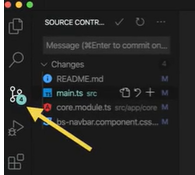 SOURCE CONTR...
Message (⌘Enter to commit on...
Changes 4
README.md M
main.ts src M
4
core.module.ts src/app/core M
bs-navbar.component.css... M